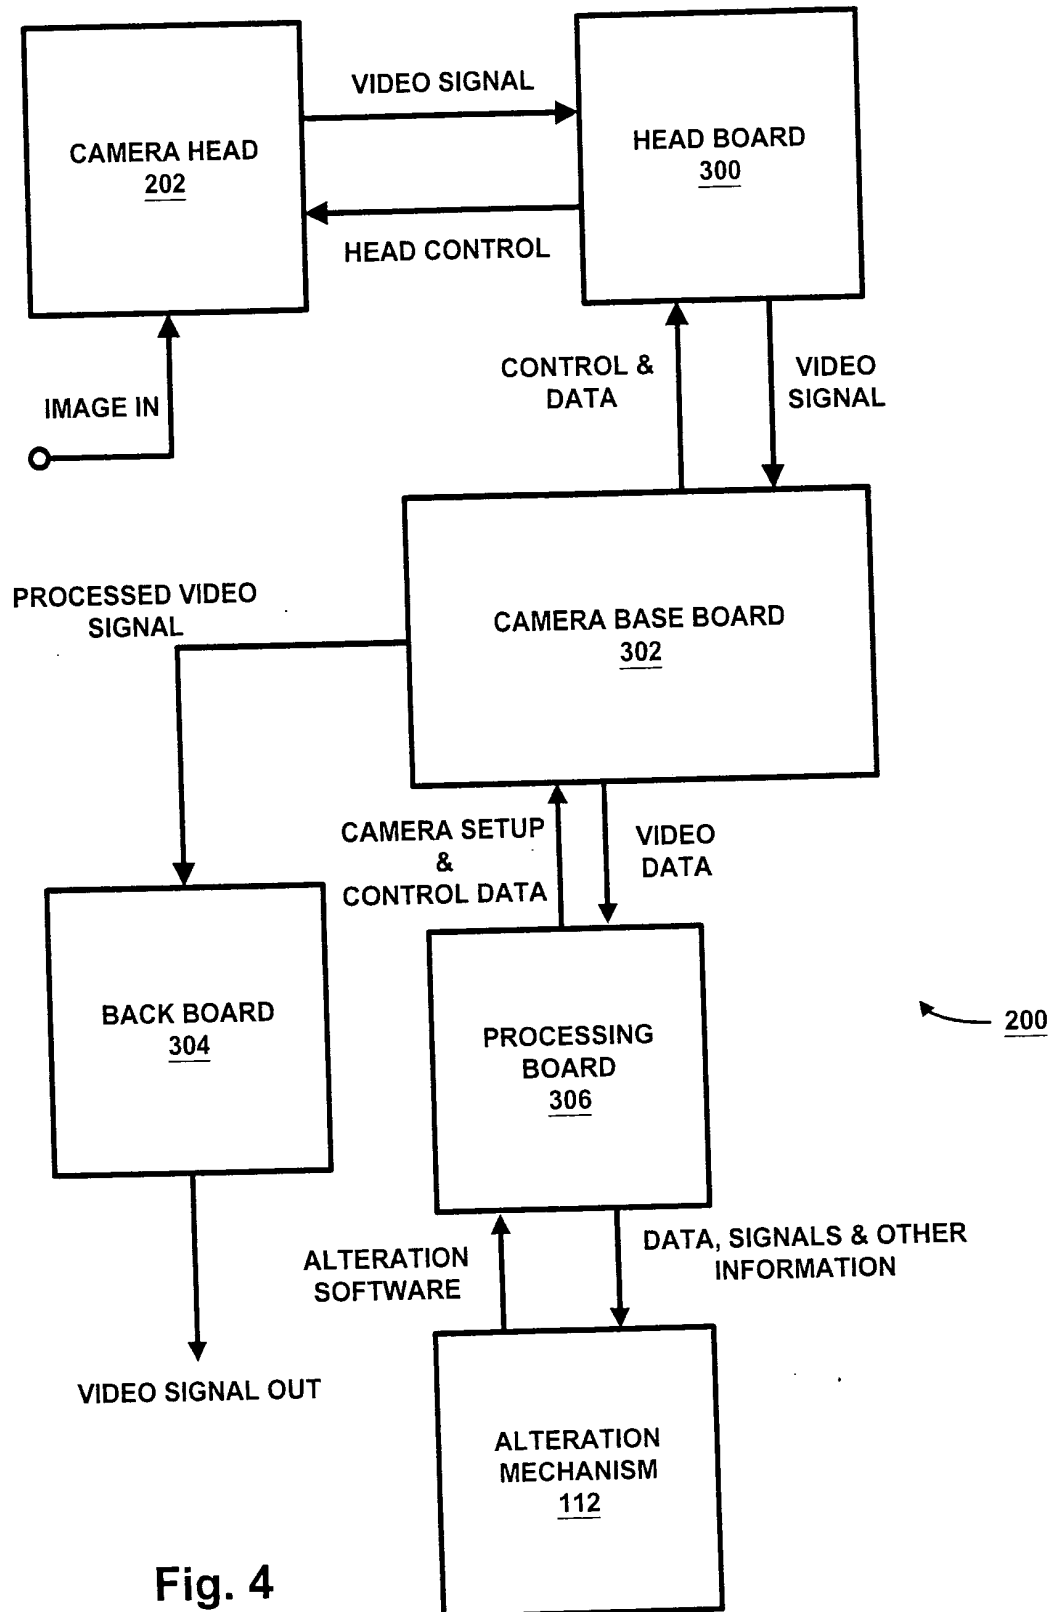 VIDEO SIGNAL
CAMERA HEAD
202
HEAD BOARD
300
HEAD CONTROL
IMAGE IN
CONTROL &
DATA
VIDEO
SIGNAL
PROCESSED VIDEO
SIGNAL
CAMERA BASE BOARD
302
CAMERA SETUP
&
CONTROL DATA
VIDEO
DATA
BACK BOARD
304
PROCESSING
BOARD
306
200
ALTERATION
SOFTWARE
DATA, SIGNALS & OTHER
INFORMATION
VIDEO SIGNAL OUT
ALTERATION
MECHANISM
112
Fig. 4